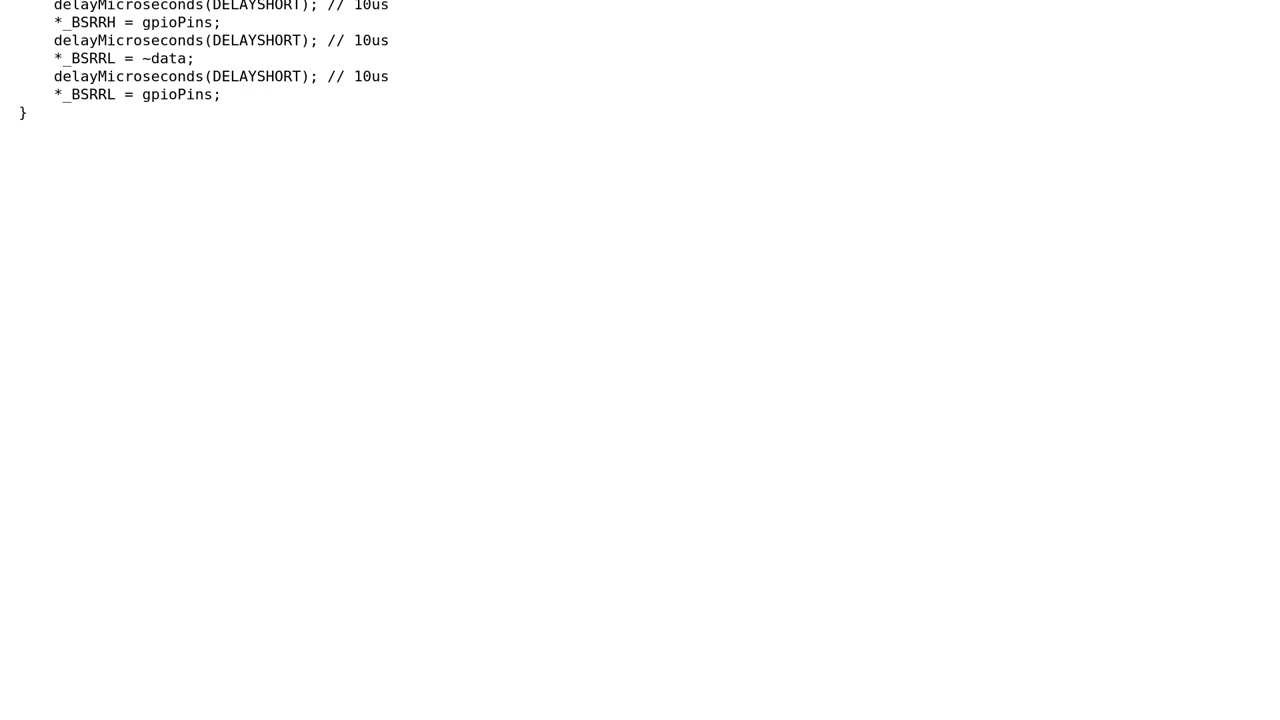 delayMicroseconds(DELAYSHORT); // 10us
*_BSRRH = gpioPins;
delayMicroseconds(DELAYSHORT); // 10us
*_BSRRL = ~data;
delayMicroseconds(DELAYSHORT); // 10us
*_BSRRL = gpioPins;
}